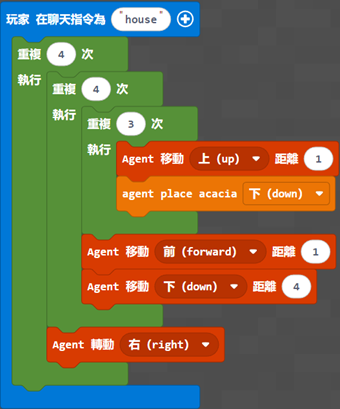 玩家 在聊天指令為 "house"
重複 4 次
執行
重複 4 次
執行
重複 3 次
執行
Agent 移動 上 (up) 距離 1
agent place acacia 下 (down)
Agent 移動 前 (forward) 距離 1
Agent 移動 下 (down) 距離 4
Agent 轉動 右 (right)